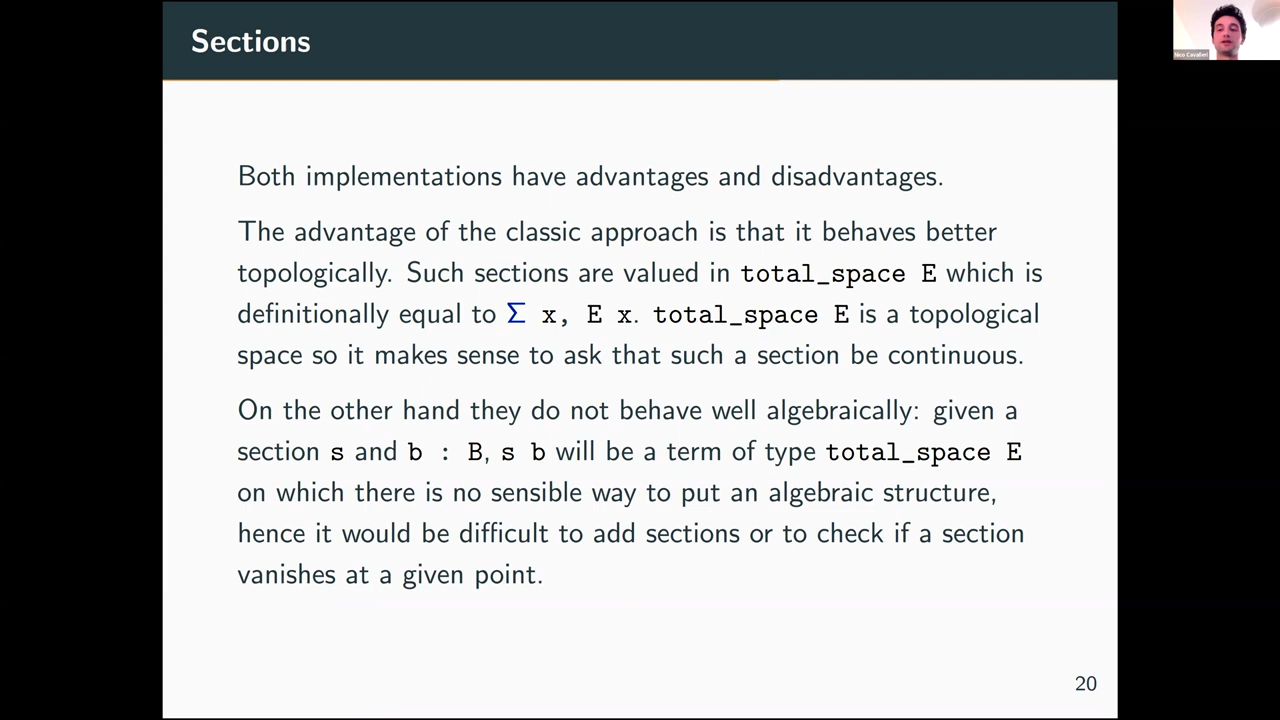 Sections
Nico Cavalleri
Both implementations have advantages and disadvantages.
The advantage of the classic approach is that it behaves better
topologically. Such sections are valued in total_space E which is
definitionally equal to Σ x, E x. total_space E is a topological
space so it makes sense to ask that such a section be continuous.
On the other hand they do not behave well algebraically: given a
section s and b : B, s b will be a term of type total_space E
on which there is no sensible way to put an algebraic structure,
hence it would be difficult to add sections or to check if a section
vanishes at a given point.
20